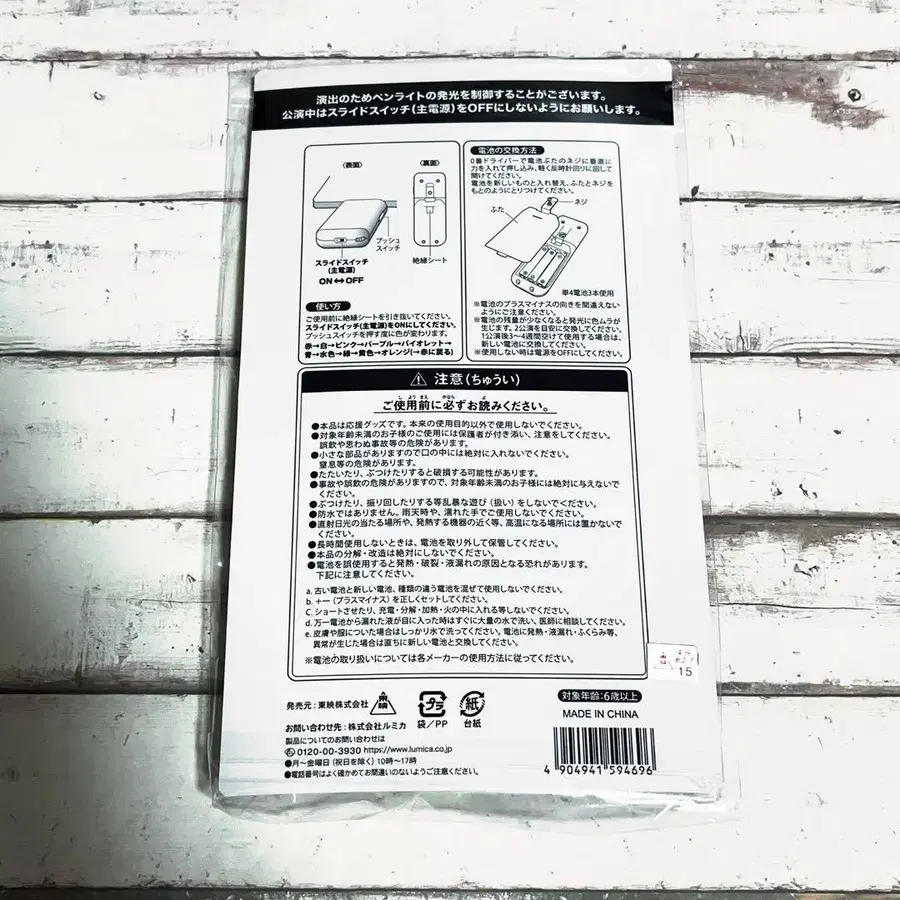 演出のためペンライトの発光を制御することがございます。
公演中はスライドスイッチ(主電源)をOFFにしないようにお願いします。
〈表面〉
〈裏面〉
プッシュ
スイッチ
スライドスイッチ
(主電源)
ON⇔OFF
絶縁シート
使い方
ご使用前に絶縁シートを引き抜いてください。
スライドスイッチ(主電源)をONにしてください。
プッシュスイッチを押す度に色が変わります。
赤→白→ピンク→パープル→バイオレット→
青→水色→緑→黄色→オレンジ(→赤に戻る)
電池の交換方法
0番ドライバーで電池ぶたのネジに垂直に
力を入れて押し込み、軽く反時計回りに回して
開けてください。
電池を新しいものと入れ替え、ふたとネジを
もとのようにとりつけてください。
ネジ
ふた
単4電池3本使用
※電池のプラスマイナスの向きを間違えない
ようにご注意ください。
※電池の残量が少なくなると発光に色ムラが
生じます。2公演を目安に交換してください。
1公演後3〜4週間空けて使用する場合は、
新しい電池に交換してください。
※使用しない時は電源をOFFにしてください。
⚠ 注意(ちゅうい)
しようまえ かなら よ
ご使用前に必ずお読みください。
●本品は応援グッズです。本来の使用目的以外で使用しないでください。
●対象年齢未満のお子様のご使用には保護者が付き添い、注意をしてください。
誤飲や思わぬ事故等の危険があります。
●小さな部品がありますので口の中には絶対に入れないでください。
窒息等の危険があります。
●たたいたり、ぶつけたりすると破損する可能性があります。
●事故や誤飲の危険がありますので、対象年齢未満のお子様には絶対に与えないで
ください。
●ぶつけたり、振り回したりする等乱暴な遊び(扱い)をしないでください。
●防水ではありません。雨天時や、濡れた手でご使用しないでください。
●直射日光の当たる場所や、発熱する機器の近く等、高温になる場所には置かないで
ください。
●長時間使用しないときは、電池を取り外して保管してください。
●本品の分解・改造は絶対にしないでください。
●電池を誤使用すると発熱・破裂・液漏れの原因となる恐れがあります。
下記に注意してください。
a. 古い電池と新しい電池、種類の違う電池を混ぜて使用しないでください。
b. +−(プラスマイナス)を正しくセットしてください。
C. ショートさせたり、充電・分解・加熱・火の中に入れる等しないでください。
d. 万一電池から漏れた液が目に入った時はすぐに大量の水で洗い、医師に相談してください。
e. 皮膚や服についた場合はしっかり水で洗ってください。電池に発熱・液漏れ・ふくらみ等、
異常が生じた場合は直ちに新しい電池と交換してください。
※電池の取り扱いについては各メーカーの使用方法に従ってください。
15
発売元:東映株式会社
東映
プラ
袋/PP
紙
台紙
対象年齢:6歳以上
MADE IN CHINA
お問い合わせ先:株式会社ルミカ
製品についてのお問い合わせは
0120-00-3930 https://www.lumica.co.jp
●月〜金曜日(祝日を除く)10時〜17時
●電話番号はよく確かめてお間違いのないようご注意ください。
4 904941 594696